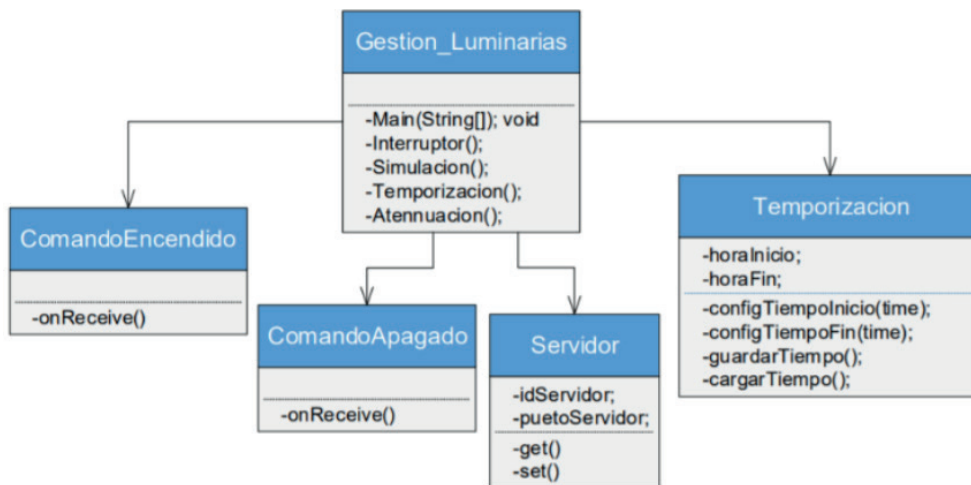 Gestion_Luminarias
-Main(String[]); void
-Interruptor();
-Simulacion();
-Temporizacion();
-Atennuacion();
ComandoEncendido
-onReceive()
ComandoApagado
-onReceive()
Servidor
-idServidor;
-puetoServidor;
-get()
-set()
Temporizacion
-horaInicio;
-horaFin;
-configTiempoInicio(time);
-configTiempoFin(time);
-guardarTiempo();
-cargarTiempo();